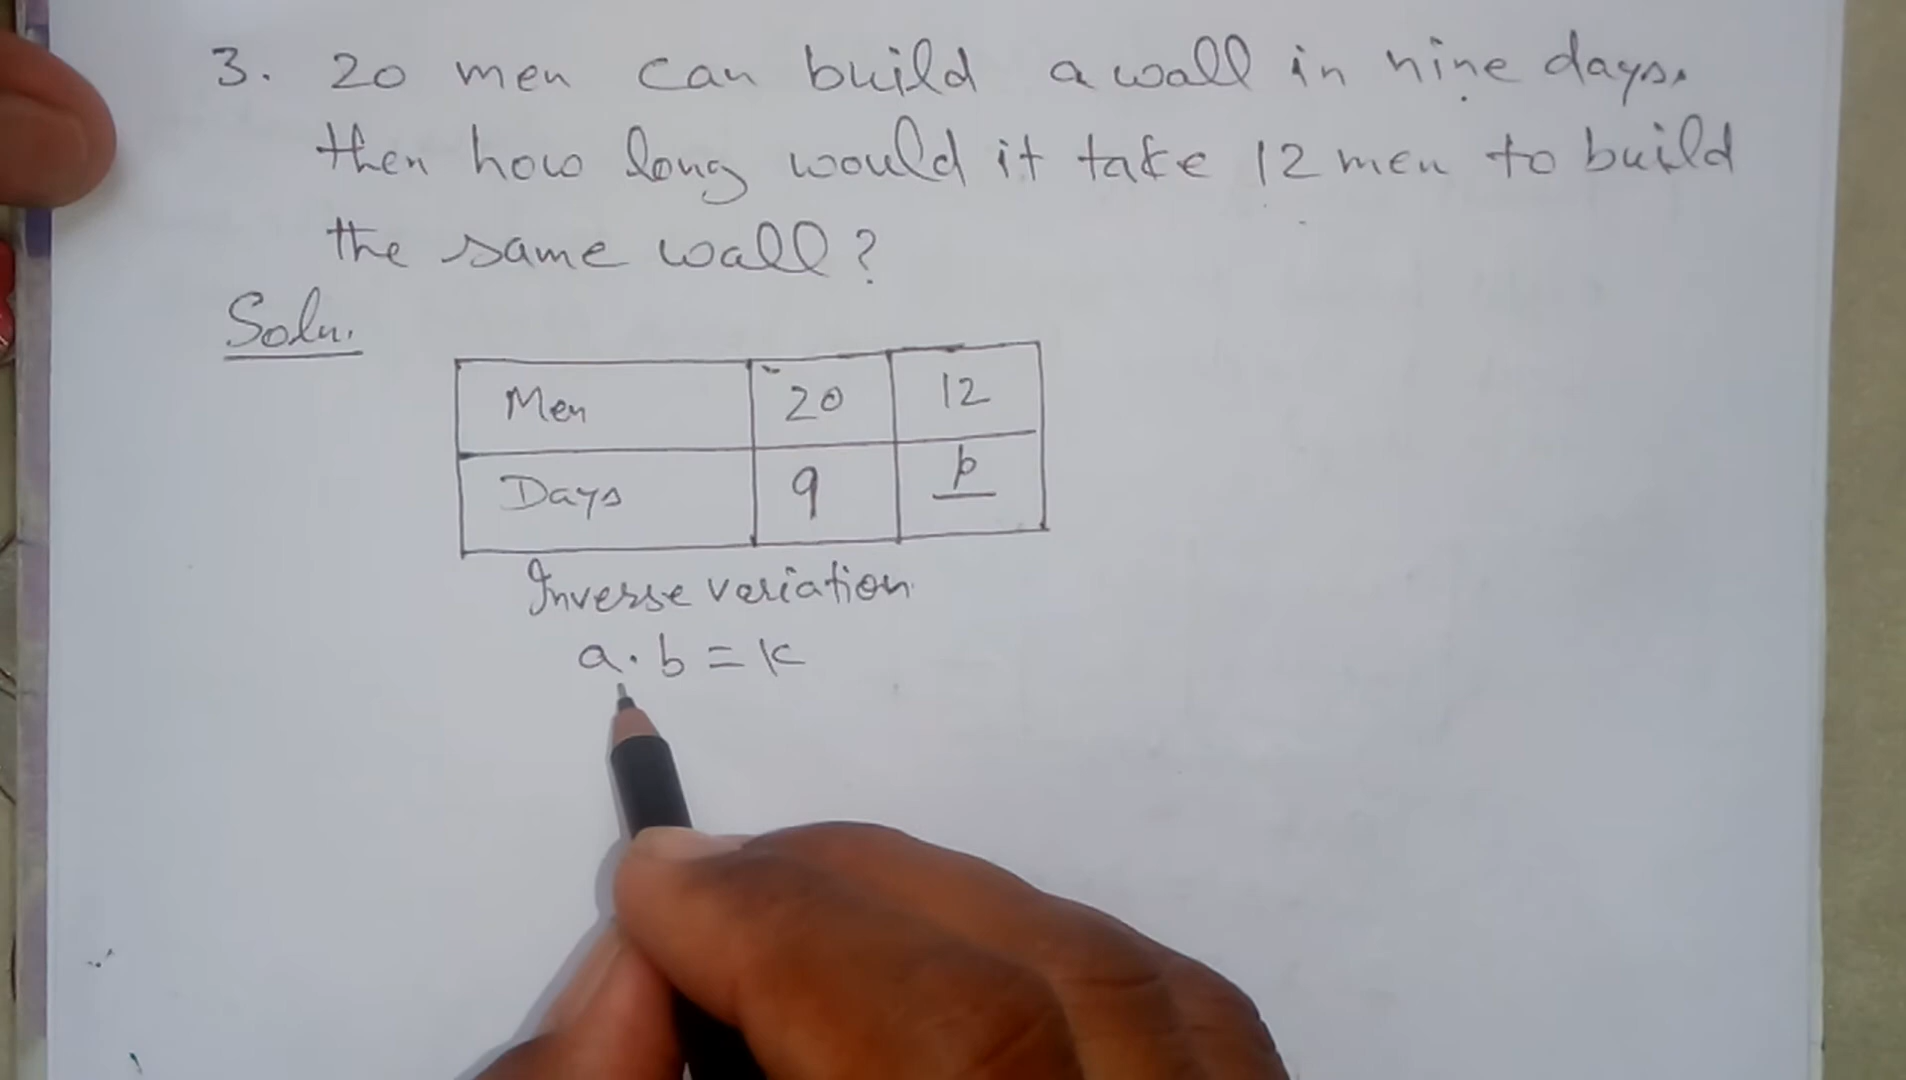 3. 20 men can build a wall in nine days.
then how long would it take 12 men to build
the same wall?
Soln.
Men 20 12
Days 9 p
Inverse variation
a. b = k